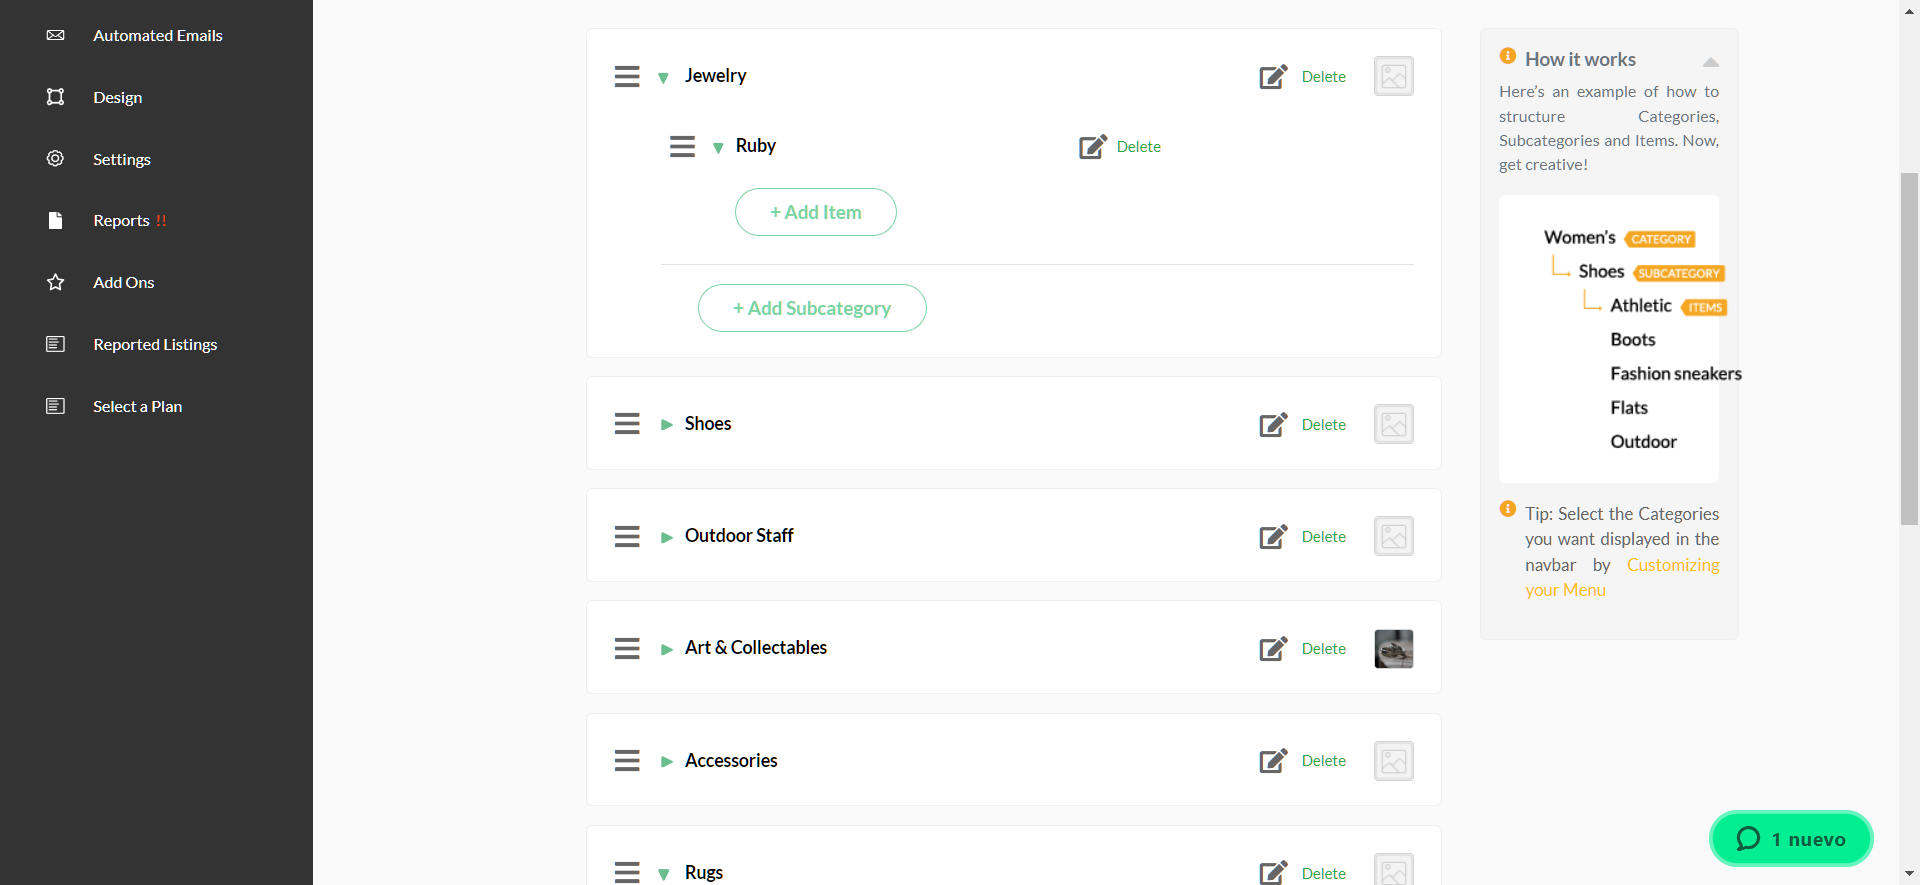 Automated Emails
Design
Settings
Reports !!
Add Ons
Reported Listings
Select a Plan
Jewelry
Delete
Ruby
Delete
+ Add Item
+ Add Subcategory
Shoes
Delete
Outdoor Staff
Delete
Art & Collectables
Delete
Accessories
Delete
Rugs
Delete
How it works
Here’s an example of how to
structure Categories,
Subcategories and Items. Now,
get creative!
Women's CATEGORY
Shoes SUBCATEGORY
Athletic ITEMS
Boots
Fashion sneakers
Flats
Outdoor
Tip: Select the Categories
you want displayed in the
navbar by Customizing
your Menu
1 nuevo